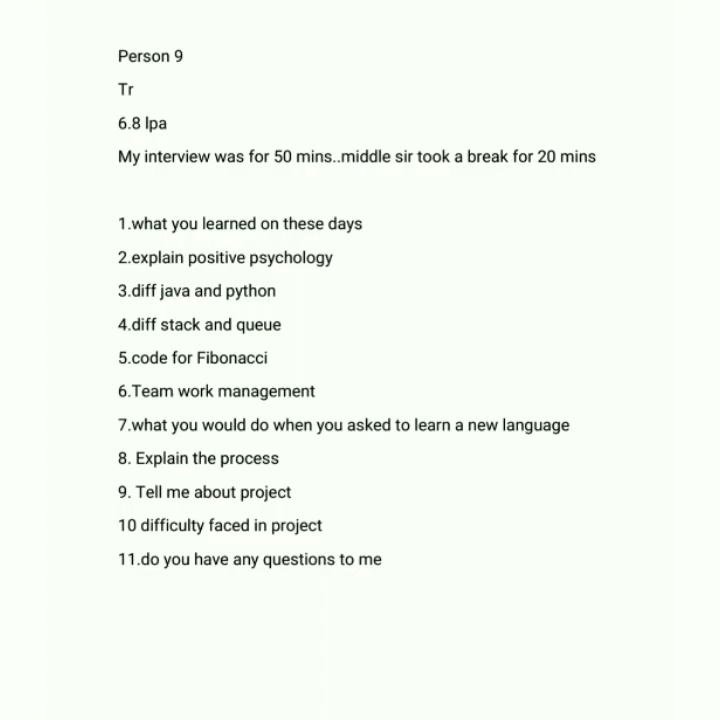 Person 9
Tr
6.8 lpa
My interview was for 50 mins..middle sir took a break for 20 mins
1.what you learned on these days
2.explain positive psychology
3.diff java and python
4.diff stack and queue
5.code for Fibonacci
6.Team work management
7.what you would do when you asked to learn a new language
8. Explain the process
9. Tell me about project
10 difficulty faced in project
11.do you have any questions to me